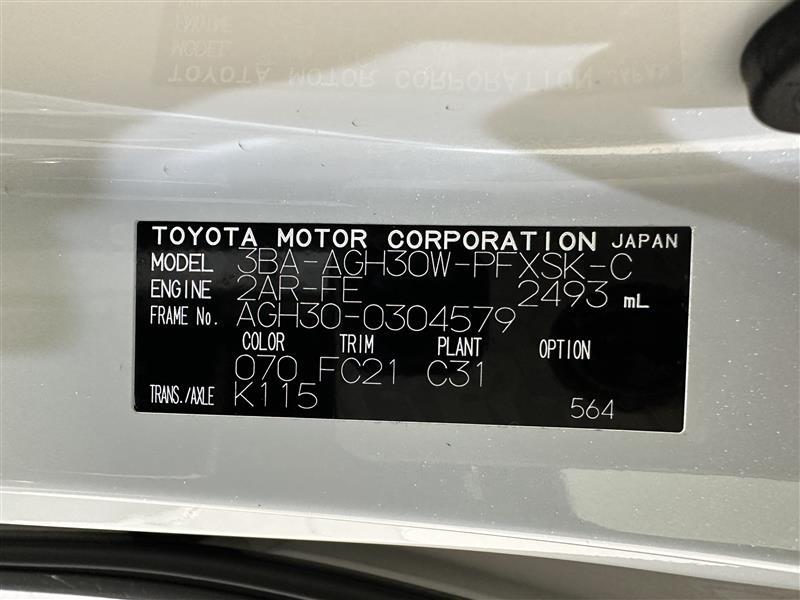 TOYOTA MOTOR CORPORATION JAPAN
MODEL 3BA-AGH30W-PFXSK-C
ENGINE 2AR-FE 2493 mL
FRAME No. AGH30-0304579
COLOR TRIM PLANT OPTION
070 FC21 C31
TRANS./AXLE K115
564